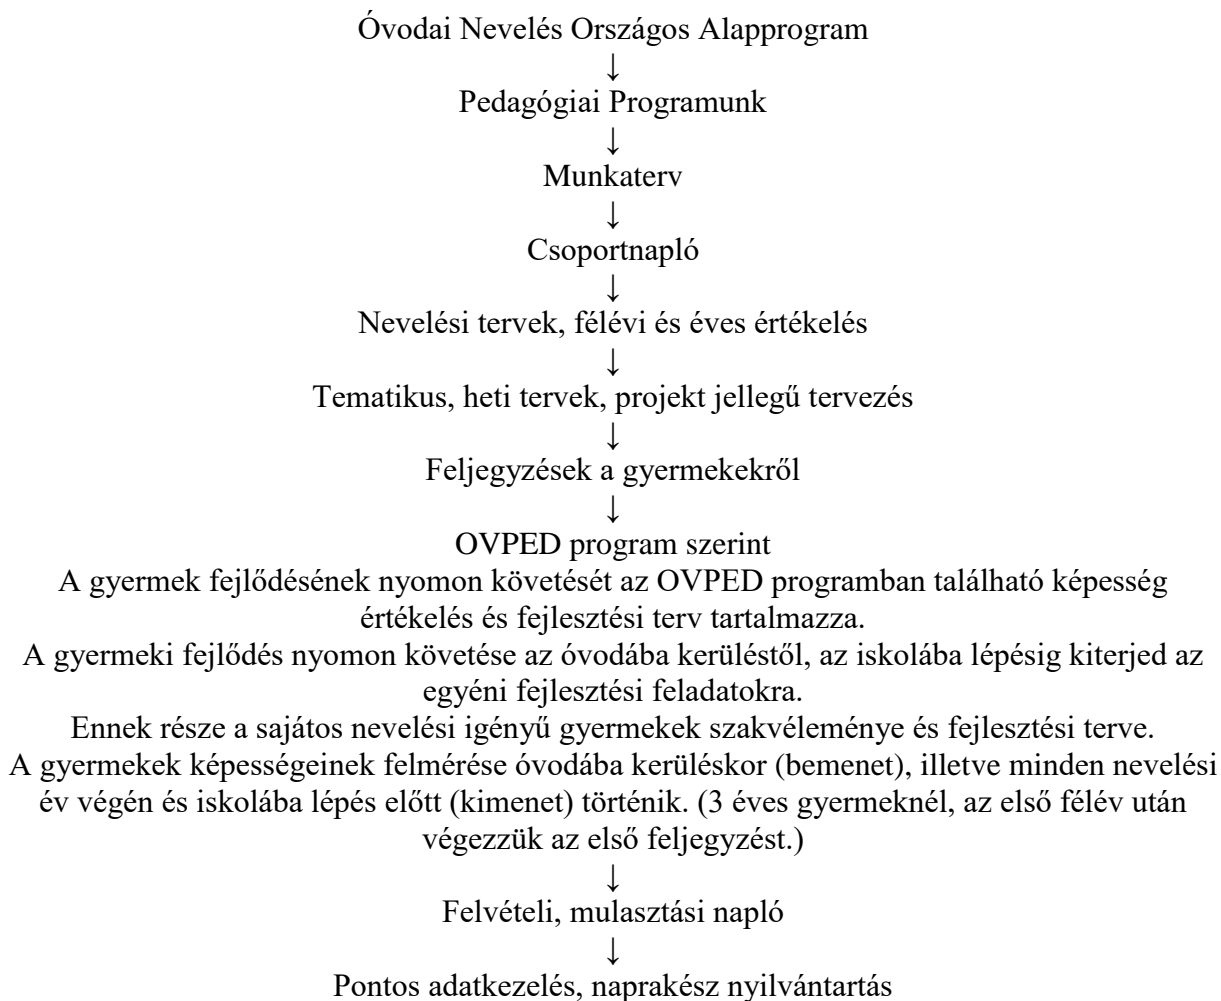 Óvodai Nevelés Országos Alapprogram
↓
Pedagógiai Programunk
↓
Munkaterv
↓
Csoportnapló
↓
Nevelési tervek, félévi és éves értékelés
↓
Tematikus, heti tervek, projekt jellegű tervezés
↓
Feljegyzések a gyermekekről
↓
OVPED program szerint
A gyermek fejlődésének nyomon követését az OVPED programban található képesség
értékelés és fejlesztési terv tartalmazza.
A gyermeki fejlődés nyomon követése az óvodába kerüléstől, az iskolába lépésig kiterjed az
egyéni fejlesztési feladatokra.
Ennek része a sajátos nevelési igényű gyermekek szakvéleménye és fejlesztési terve.
A gyermekek képességeinek felmérése óvodába kerüléskor (bemenet), illetve minden nevelési
év végén és iskolába lépés előtt (kimenet) történik. (3 éves gyermeknél, az első félév után
végezzük az első feljegyzést.)
↓
Felvételi, mulasztási napló
↓
Pontos adatkezelés, naprakész nyilvántartás